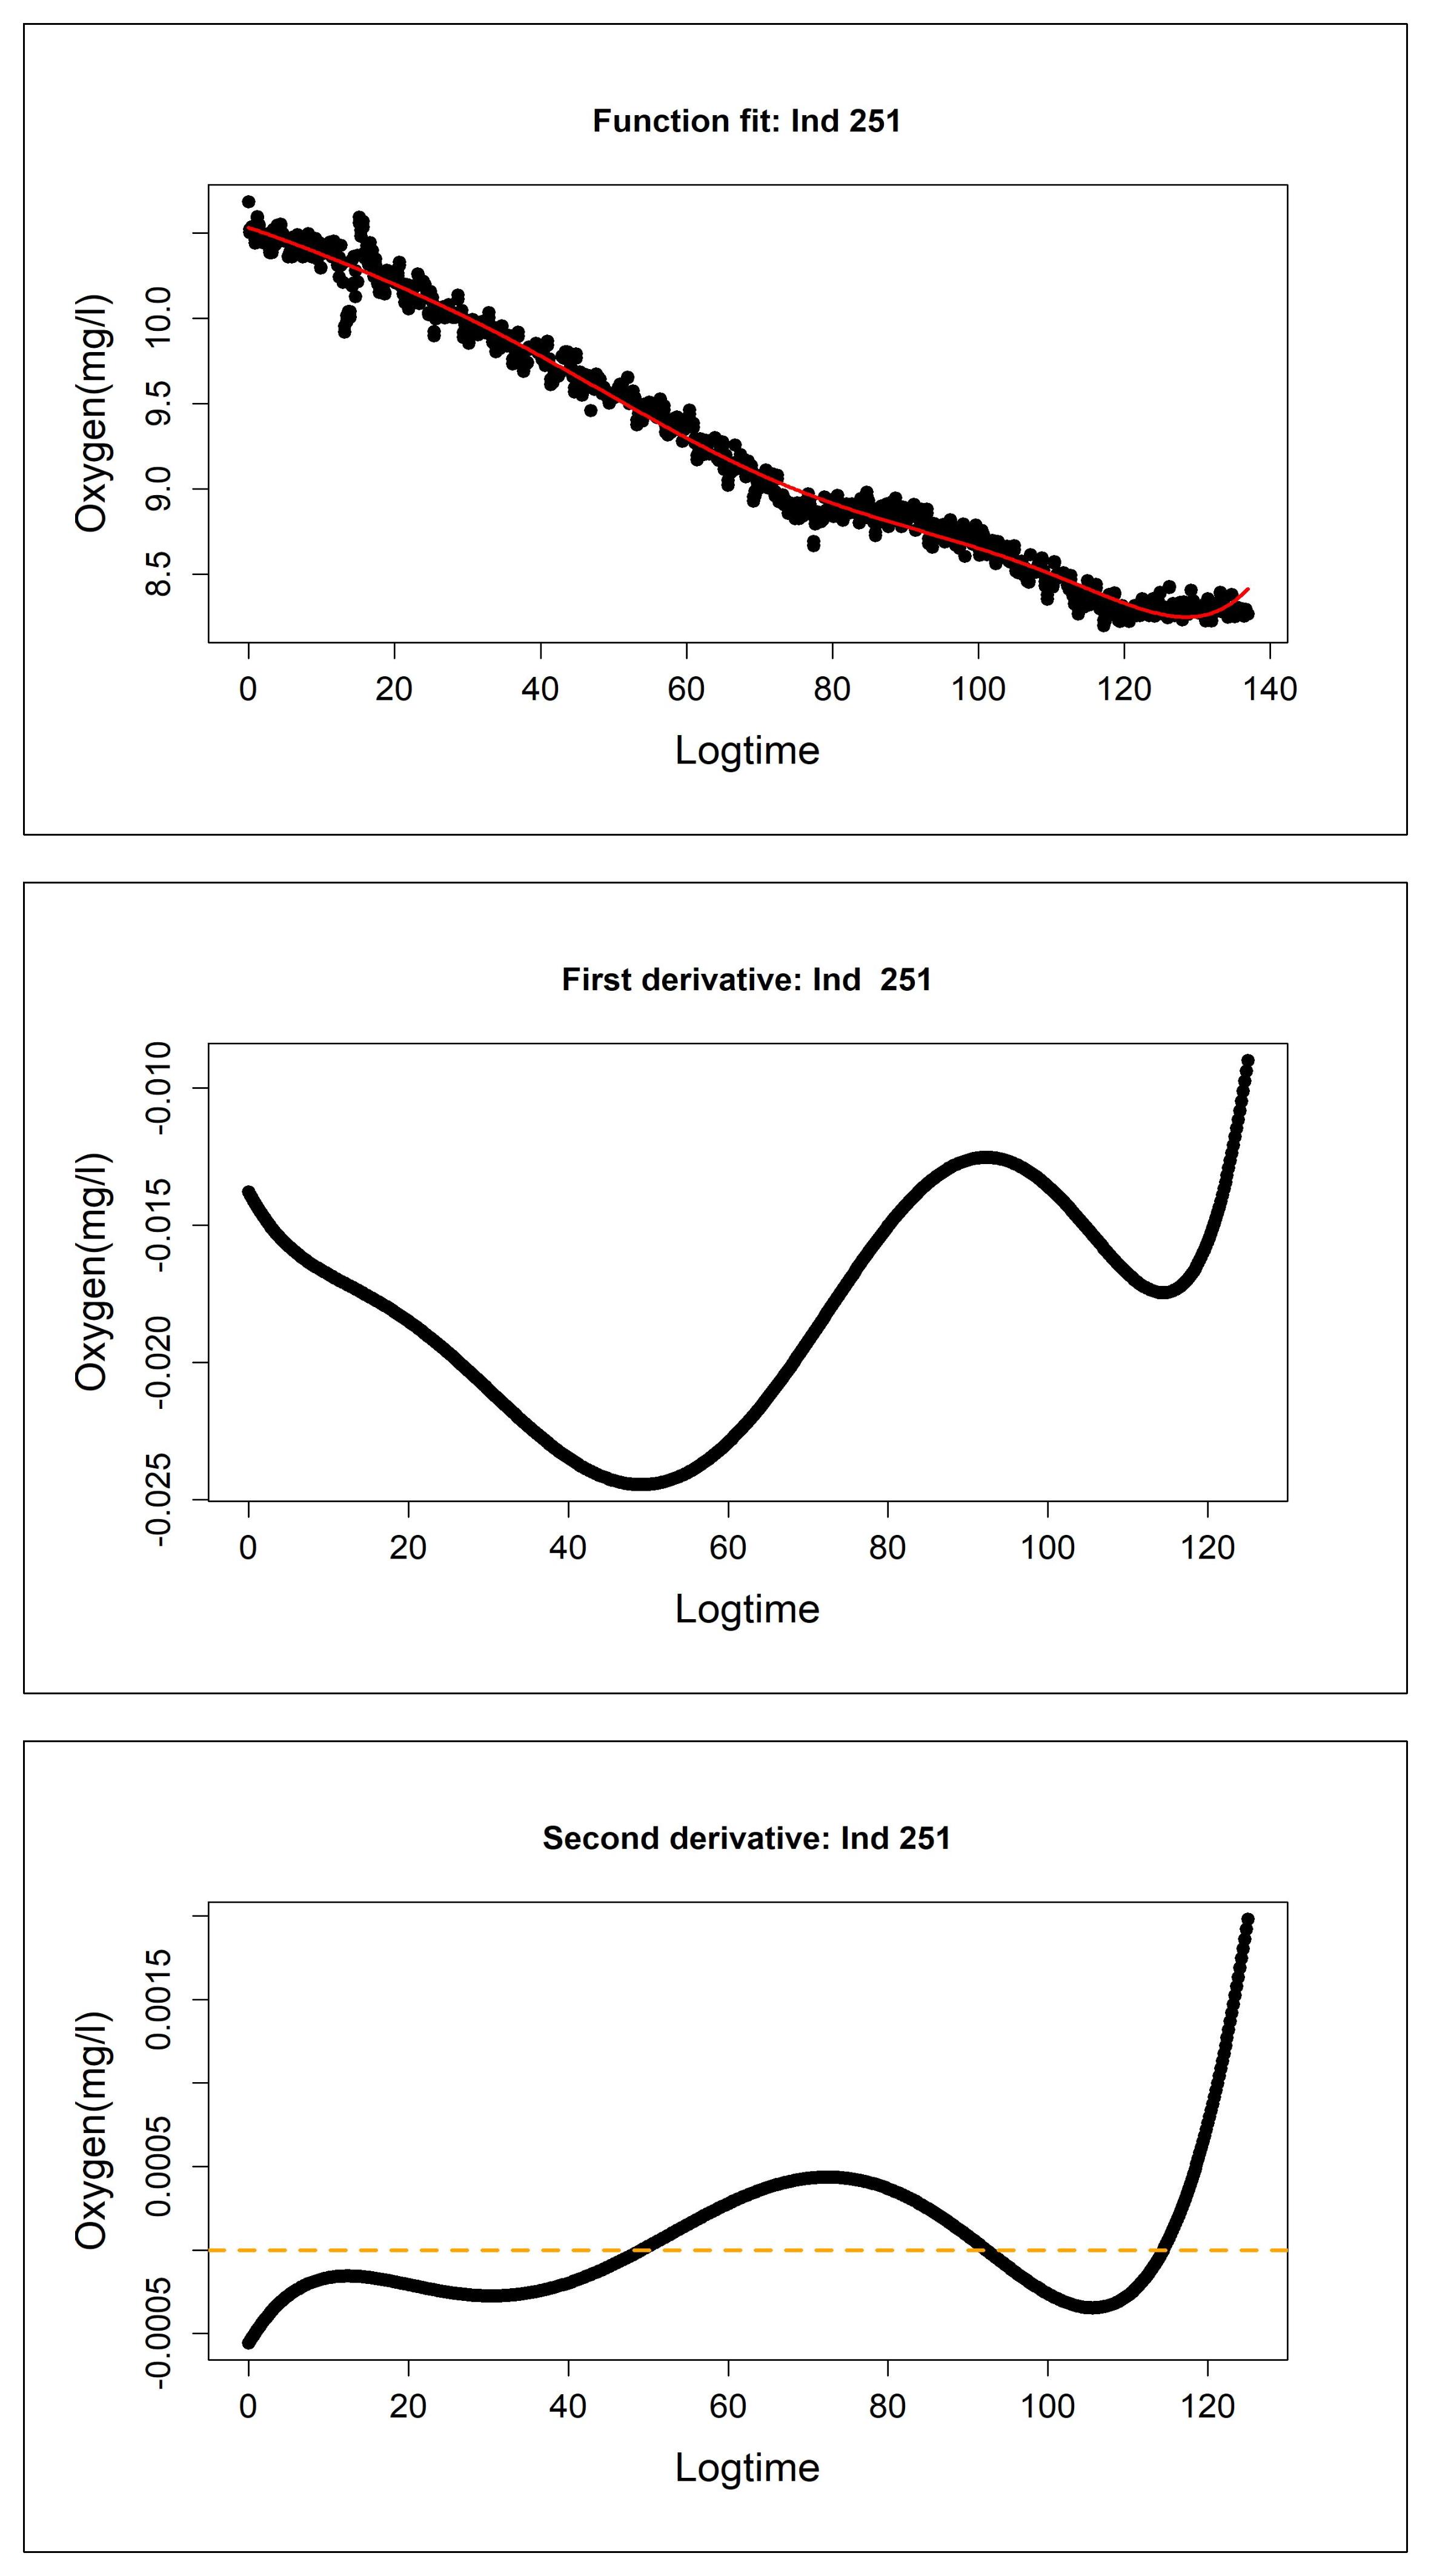 Function fit: Ind 251
Oxygen(mg/l)
10.0
9.5
9.0
8.5
0 20 40 60 80 100 120 140
Logtime
First derivative: Ind  251
Oxygen(mg/l)
-0.010
-0.015
-0.020
-0.025
0 20 40 60 80 100 120
Logtime
Second derivative: Ind 251
Oxygen(mg/l)
0.0015
0.0005
-0.0005
0 20 40 60 80 100 120
Logtime